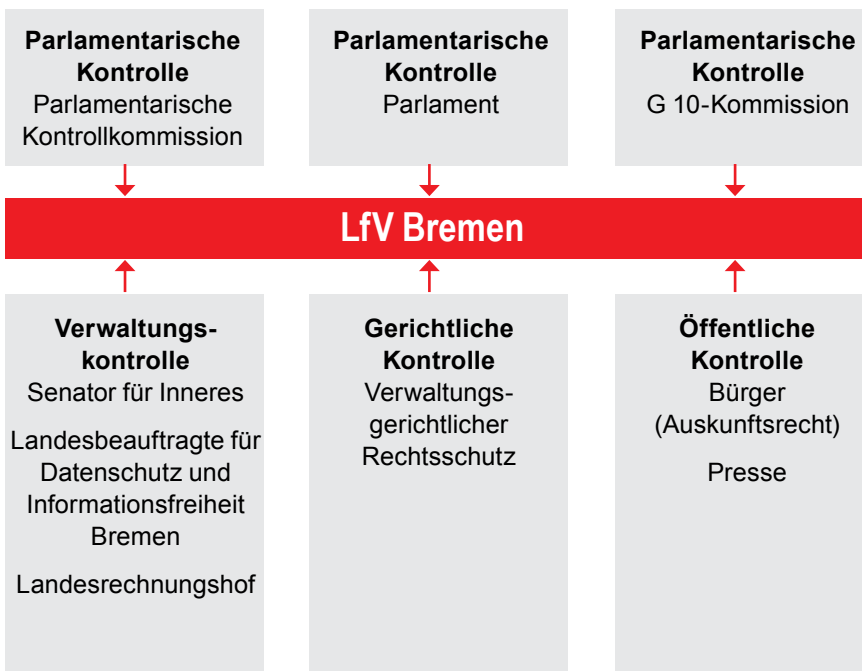 Parlamentarische
Kontrolle
Parlamentarische
Kontrollkommission
Parlamentarische
Kontrolle
Parlament
Parlamentarische
Kontrolle
G 10-Kommission
LfV Bremen
Verwaltungs-
kontrolle
Senator für Inneres
Landesbeauftragte für
Datenschutz und
Informationsfreiheit
Bremen
Landesrechnungshof
Gerichtliche
Kontrolle
Verwaltungs-
gerichtlicher
Rechtsschutz
Öffentliche
Kontrolle
Bürger
(Auskunftsrecht)
Presse